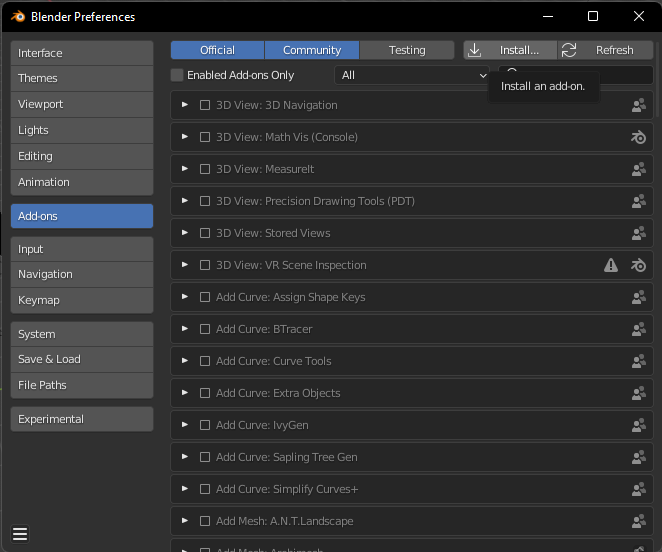 Blender Preferences
Interface
Themes
Viewport
Lights
Editing
Animation
Add-ons
Input
Navigation
Keymap
System
Save & Load
File Paths
Experimental
Official Community Testing Install... Refresh
Enabled Add-ons Only All
Install an add-on.
3D View: 3D Navigation
3D View: Math Vis (Console)
3D View: MeasureIt
3D View: Precision Drawing Tools (PDT)
3D View: Stored Views
3D View: VR Scene Inspection
Add Curve: Assign Shape Keys
Add Curve: BTracer
Add Curve: Curve Tools
Add Curve: Extra Objects
Add Curve: IvyGen
Add Curve: Sapling Tree Gen
Add Curve: Simplify Curves+
Add Mesh: A.N.T.Landscape
Add Mesh: Archimesh